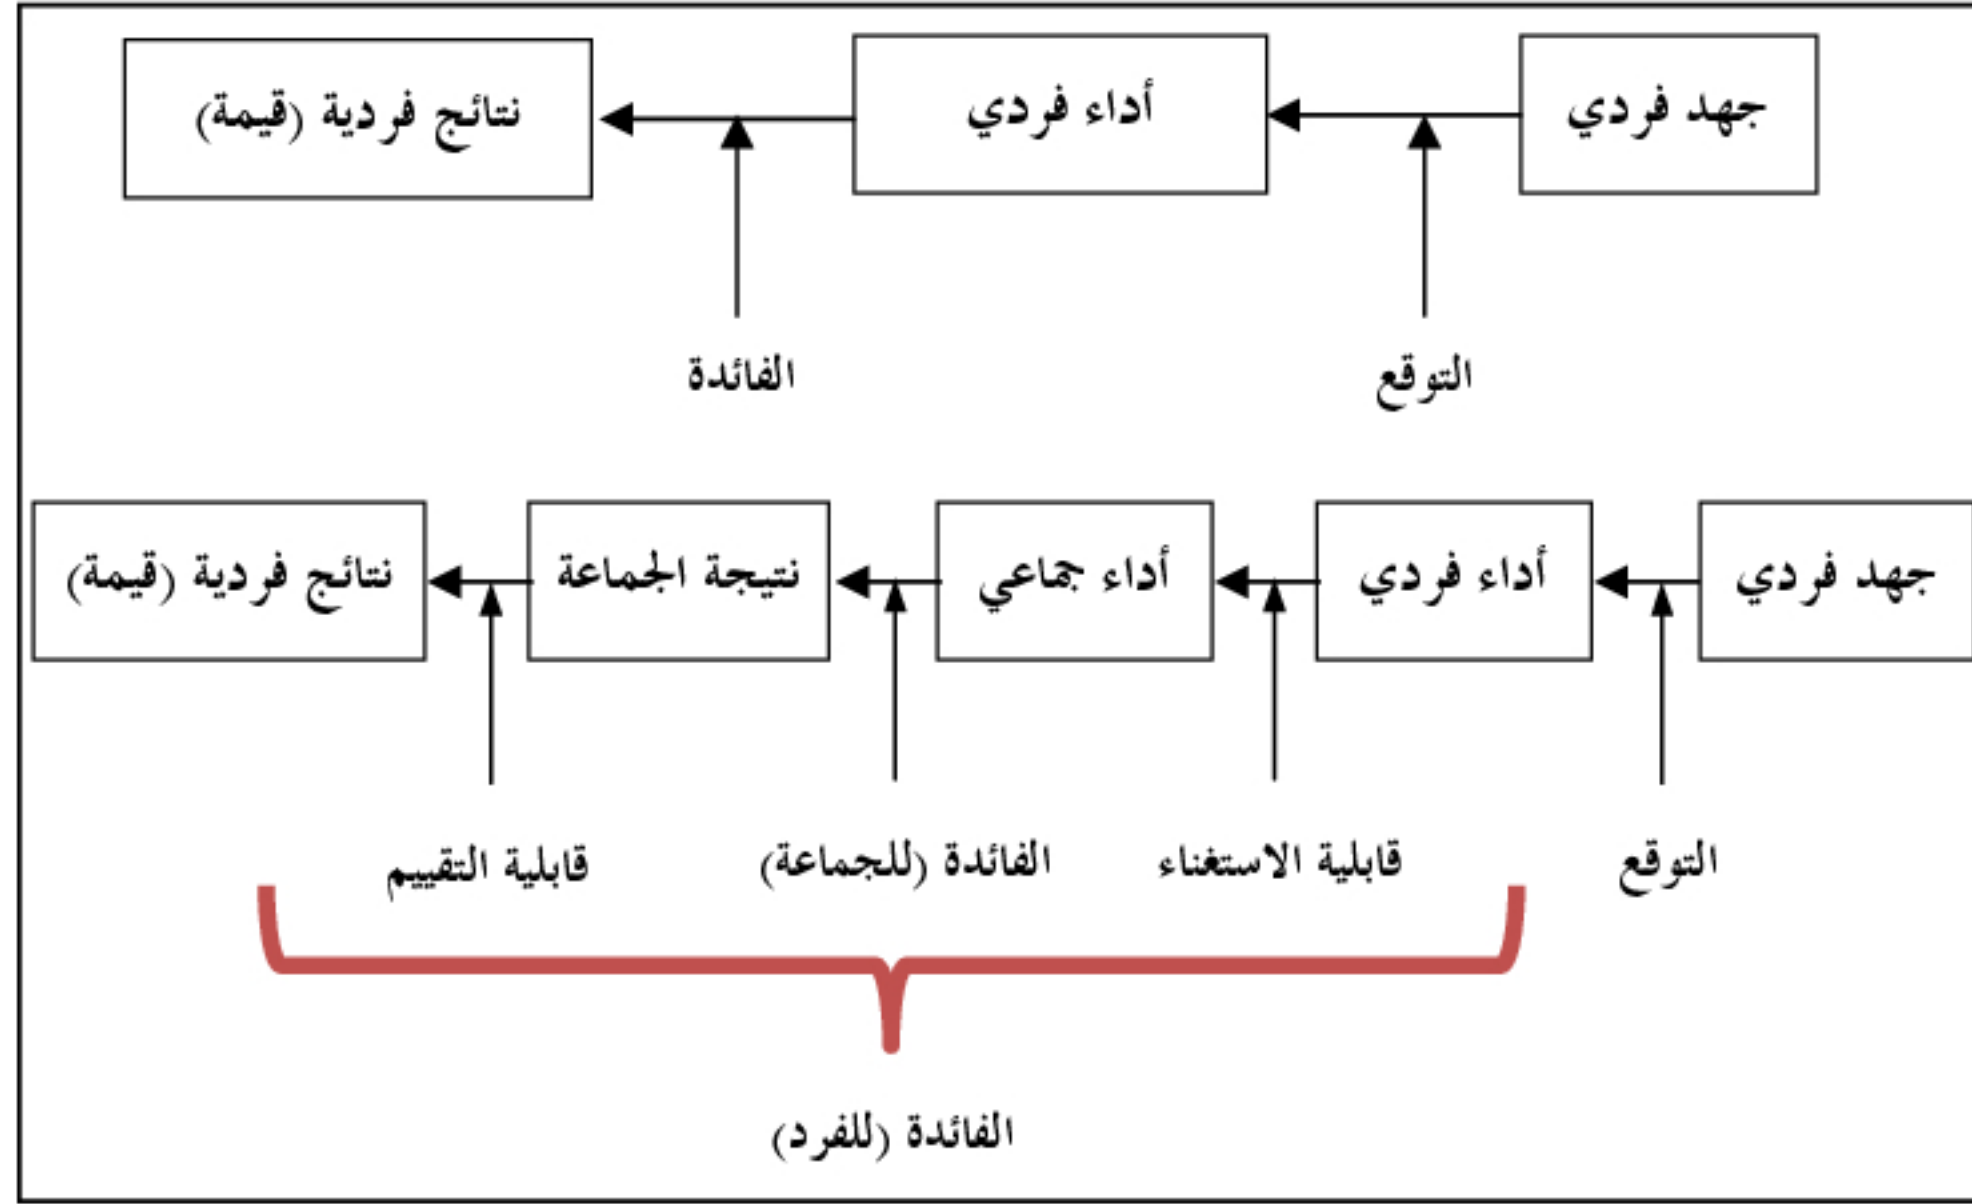 جهد فردي
أداء فردي
نتائج فردية (قيمة)
التوقع
الفائدة
جهد فردي
أداء فردي
أداء جماعي
نتيجة الجماعة
نتائج فردية (قيمة)
التوقع
قابلية الاستغناء
الفائدة (للجماعة)
قابلية التقييم
الفائدة (للفرد)